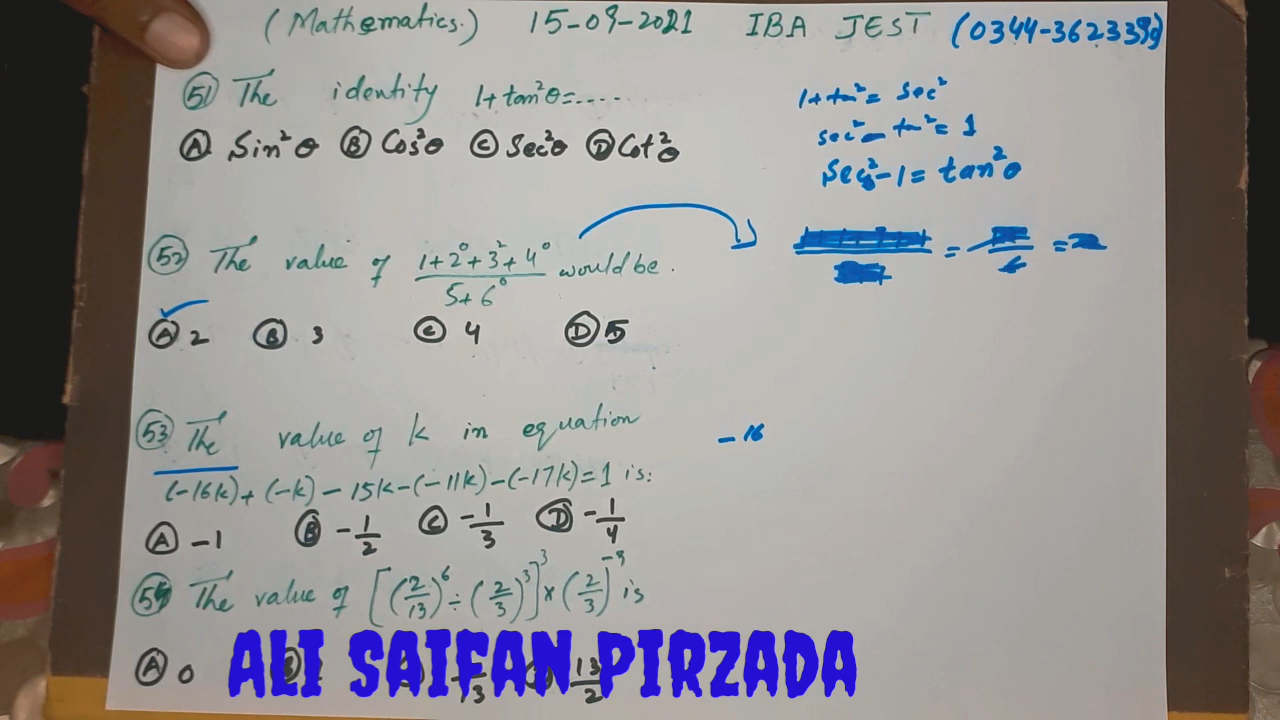 (Mathematics.) 15-09-2021 IBA JEST (0344-3623399)
51 The identity 1+tan²θ=.....
A Sin²θ B Cos²θ C Sec²θ D Cot²θ
1+tan² = Sec²
sec² - tan² = 1
Sec²-1 = tan²θ
52 The value of (1+2⁰+3²+4⁰)/(5+6⁰) would be.
A 2 B 3 C 4 D 5
53 The value of k in equation
-16
(-16k)+(-k)-15k-(-11k)-(-17k)=1 is:
A -1 B -1/2 C -1/3 D -1/4
54 The value of [(2/13)⁶÷(2/3)³]³×(2/3)⁻⁹ is
A 0 13/2
ALI SAIFAN PIRZADA